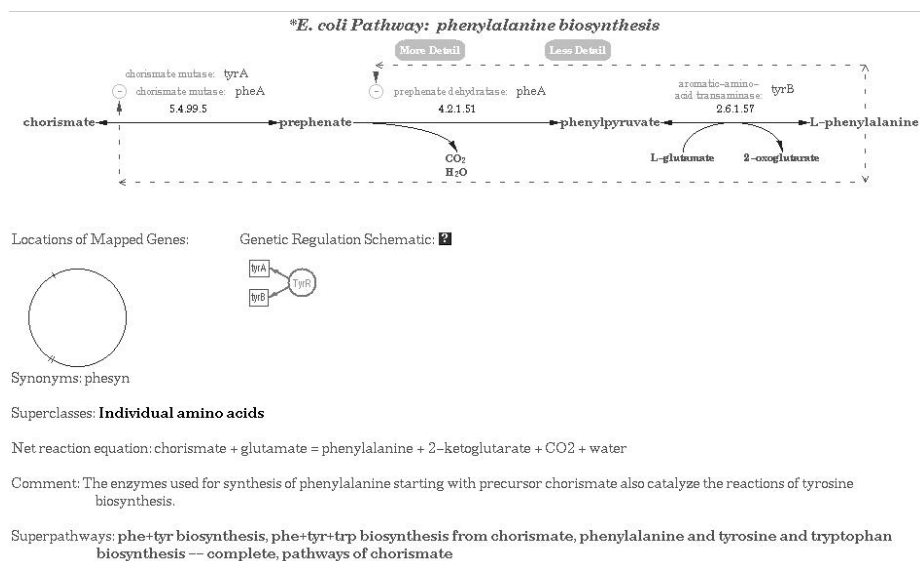 *E. coli Pathway: phenylalanine biosynthesis
More Detail Less Detail
chorismate mutase: tyrA
chorismate mutase: pheA
5.4.99.5
prephenate dehydratase: pheA
4.2.1.51
aromatic-amino-
acid transaminase: tyrB
2.6.1.57
chorismate prephenate phenylpyruvate L-phenylalanine
CO2
H2O
L-glutamate 2-oxoglutarate
Locations of Mapped Genes: Genetic Regulation Schematic: ?
tyrA
TyrR
tyrB
Synonyms: phesyn
Superclasses: Individual amino acids
Net reaction equation: chorismate + glutamate = phenylalanine + 2-ketoglutarate + CO2 + water
Comment: The enzymes used for synthesis of phenylalanine starting with precursor chorismate also catalyze the reactions of tyrosine
biosynthesis.
Superpathways: phe+tyr biosynthesis, phe+tyr+trp biosynthesis from chorismate, phenylalanine and tyrosine and tryptophan
biosynthesis -- complete, pathways of chorismate